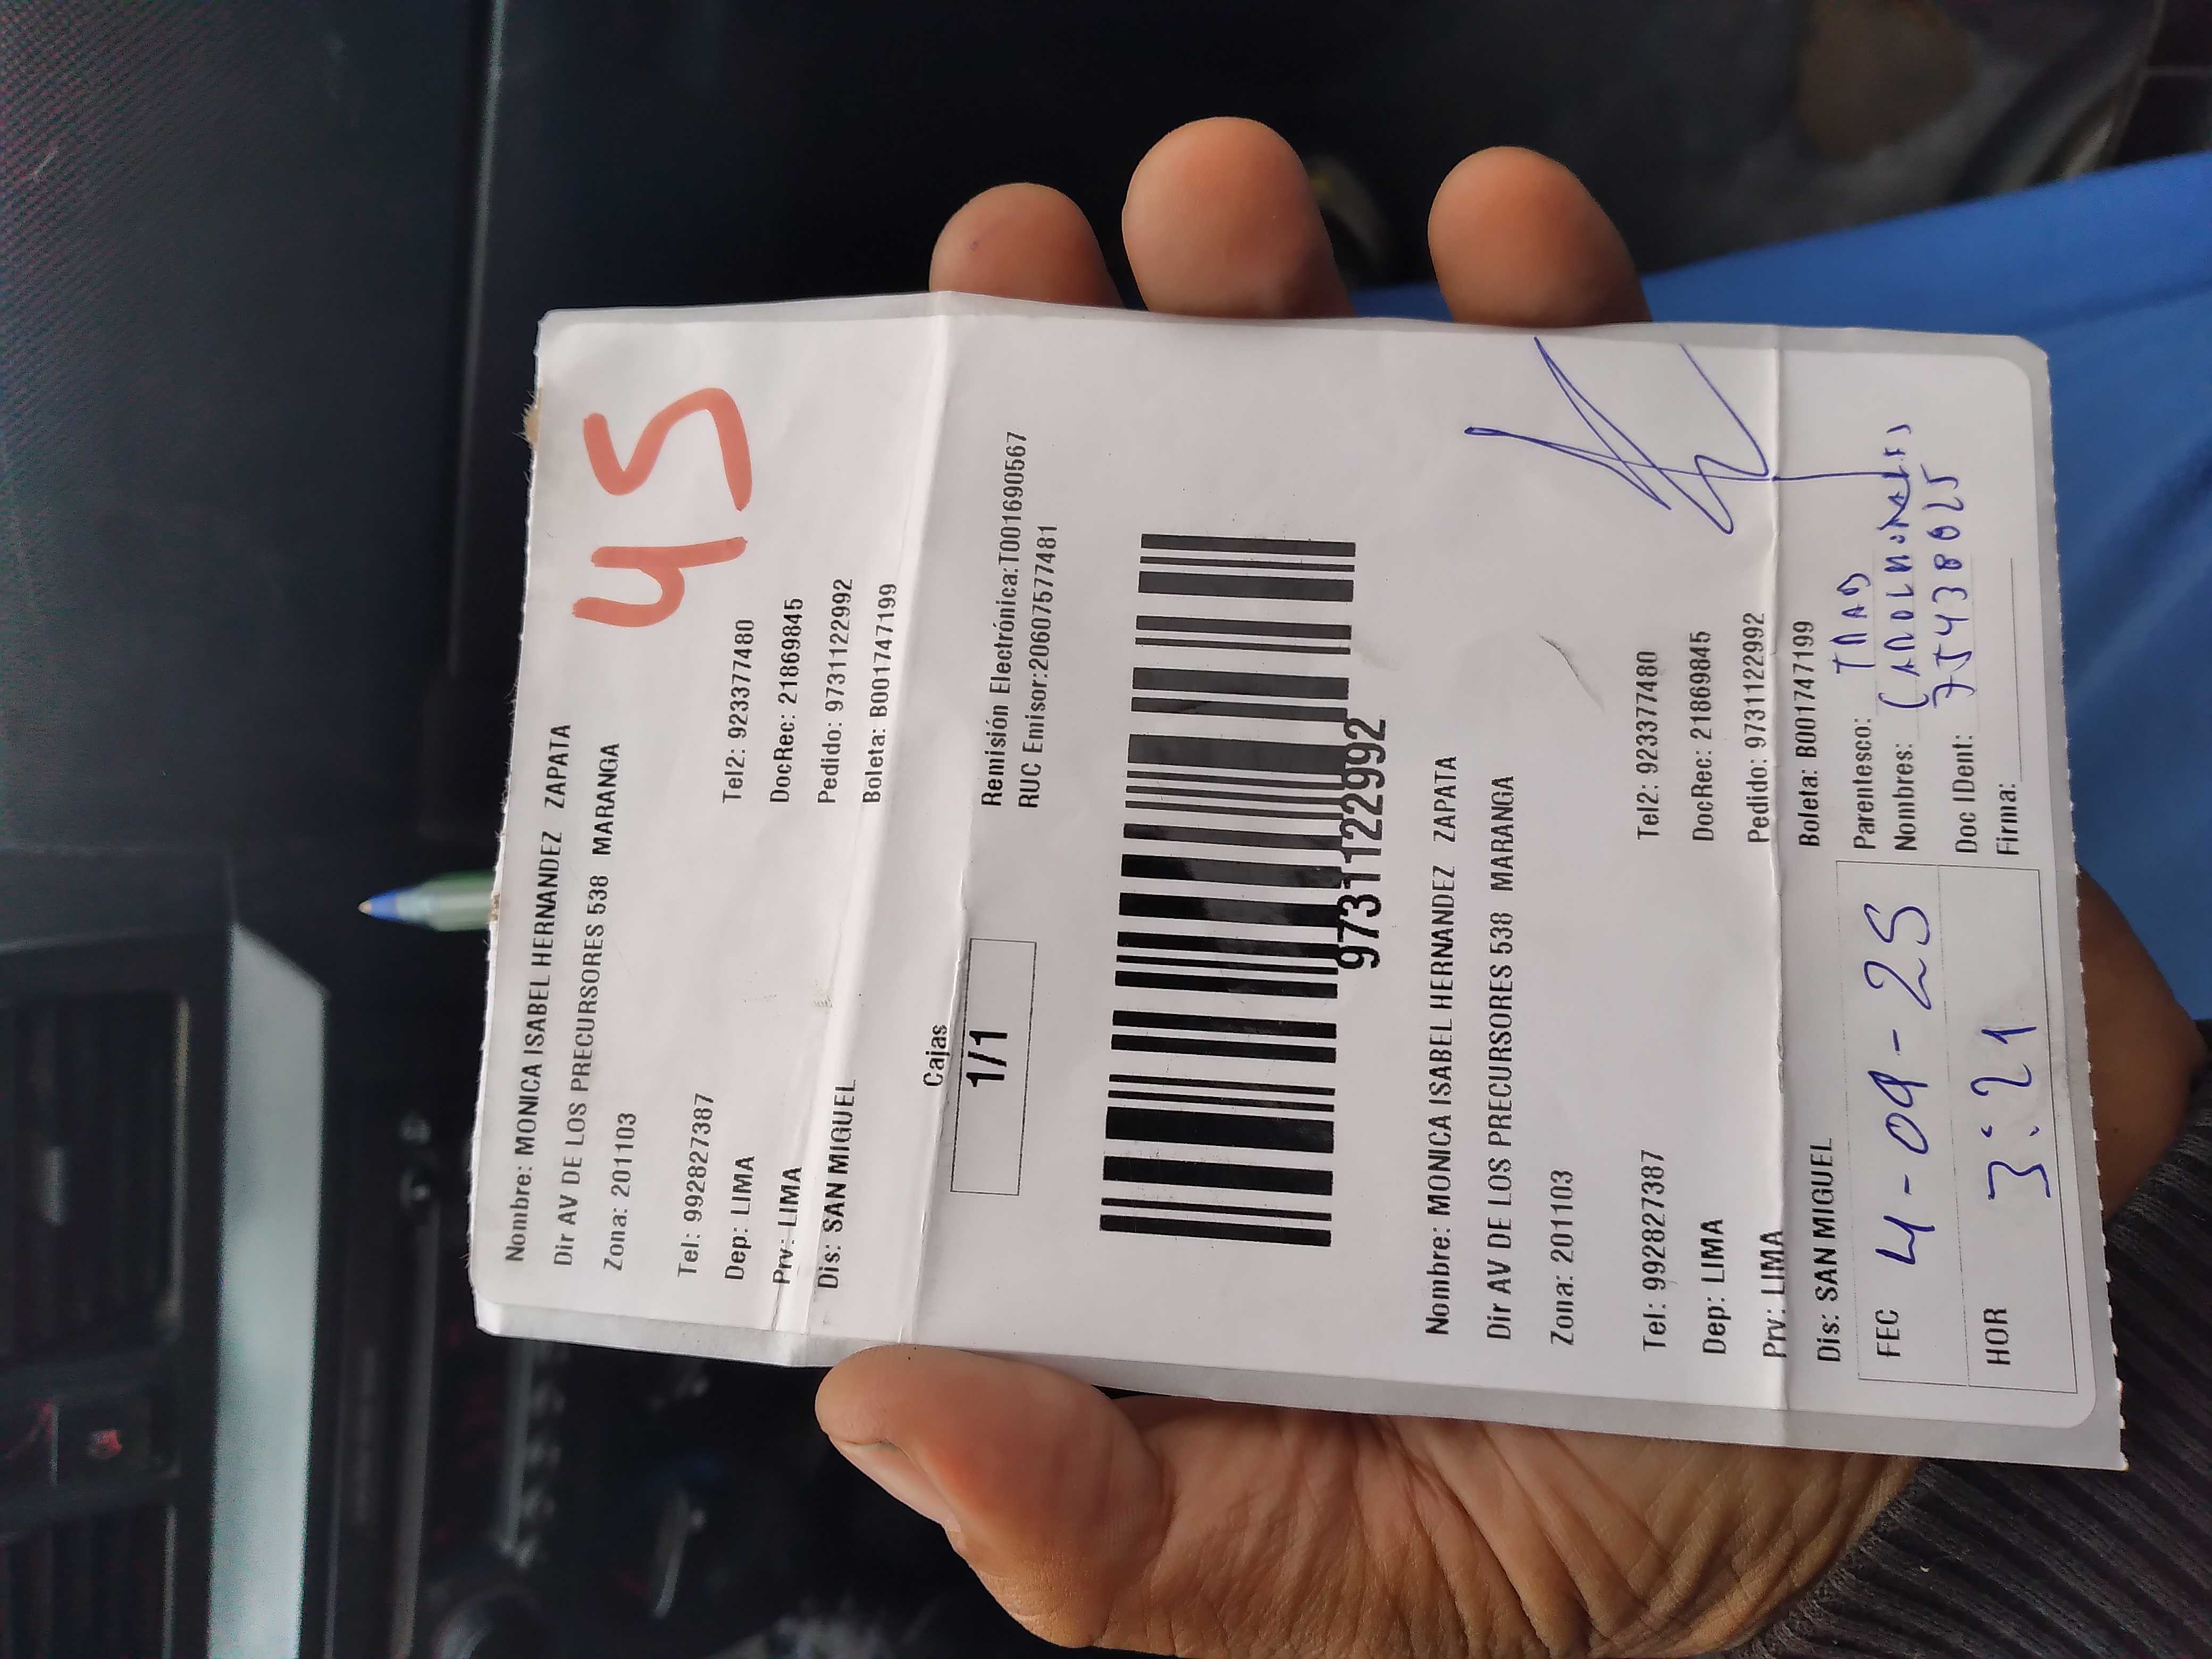 45
Nombre: MONICA ISABEL HERNANDEZ ZAPATA
Dir AV DE LOS PRECURSORES 538 MARANGA
Zona: 201103
Tel: 992827387 Tel2: 923377480
Dep: LIMA DocRec: 21869845
Prv: LIMA Pedido: 97311122992
Dis: SAN MIGUEL Boleta: B001747199
Cajas
1/1
Remisión Electrónica:T001690567
RUC Emisor:20607577481
97311122992
Nombre: MONICA ISABEL HERNANDEZ ZAPATA
Dir AV DE LOS PRECURSORES 538 MARANGA
Zona: 201103
Tel: 992827387 Tel2: 923377480
Dep: LIMA DocRec: 21869845
Prv: LIMA Pedido: 97311122992
Dis: SAN MIGUEL Boleta: B001747199
FEC 4-09-25
HOR 3:21
Parentesco:
Nombres:
Doc IDent: 75438025
Firma: